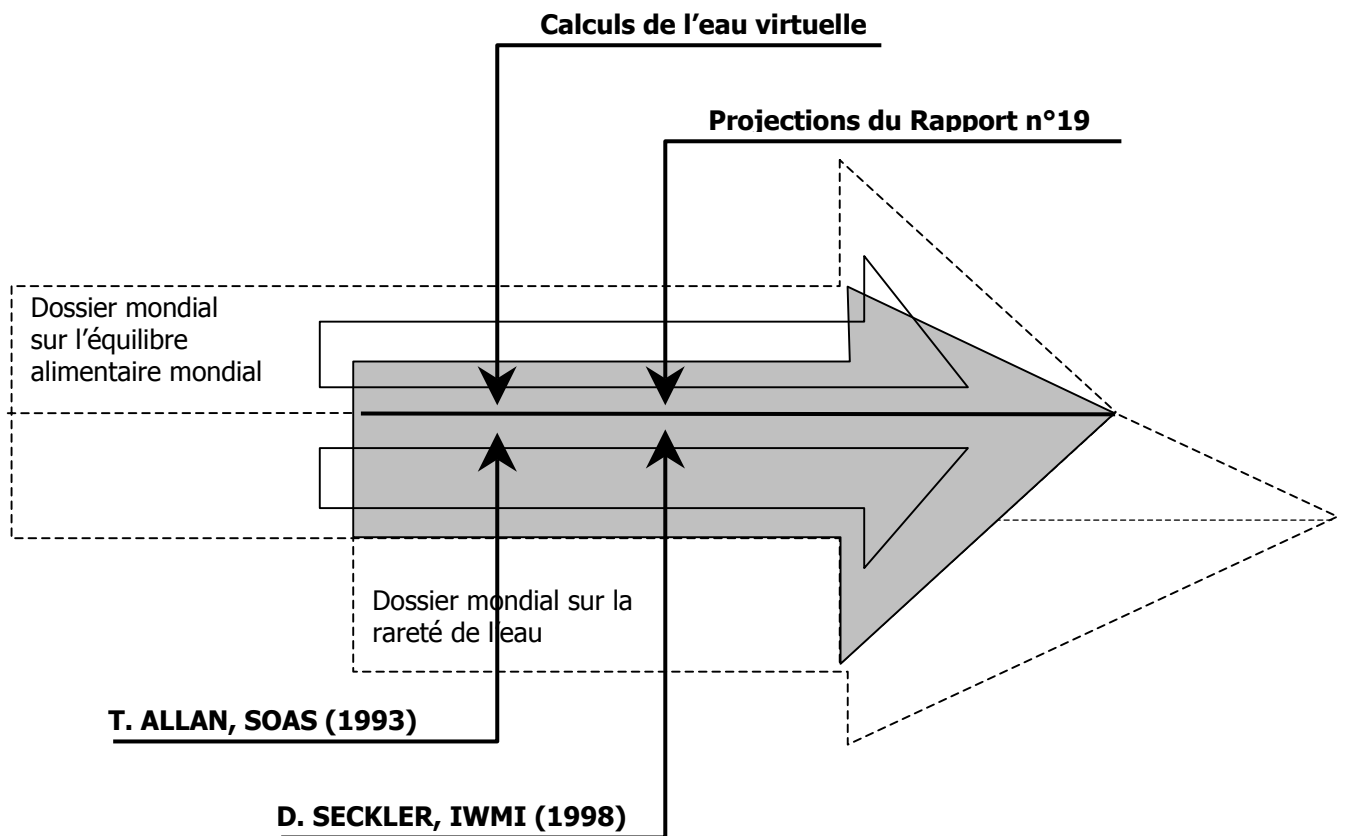 Calculs de l’eau virtuelle
Projections du Rapport n°19
Dossier mondial
sur l’équilibre
alimentaire mondial
Dossier mondial sur la
rareté de l’eau
T. ALLAN, SOAS (1993)
D. SECKLER, IWMI (1998)